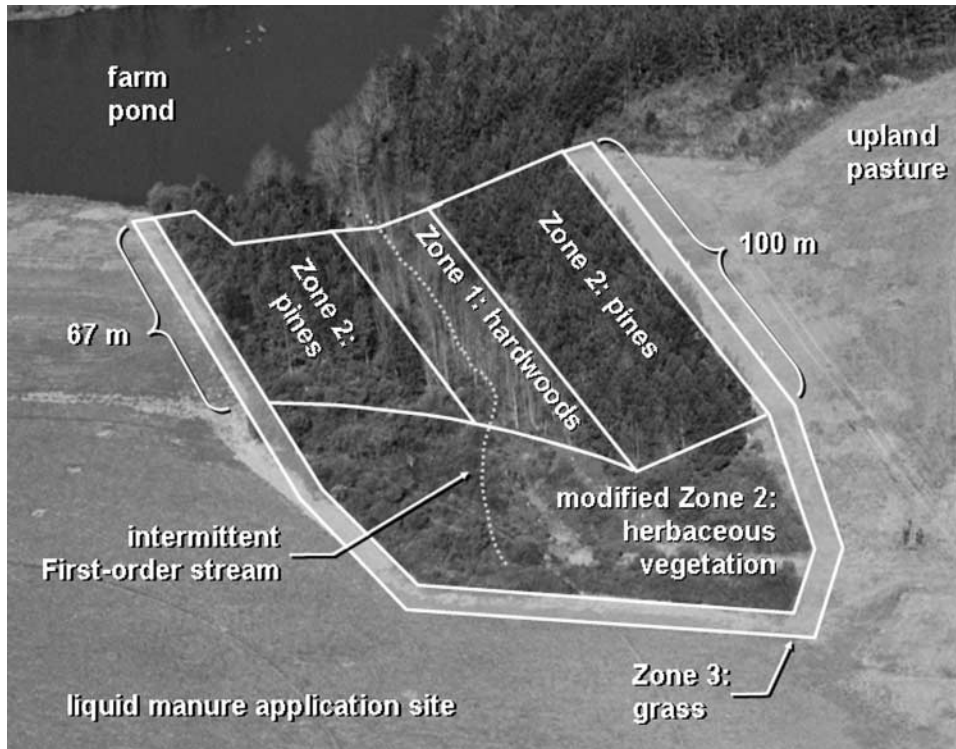 farm
pond
upland
pasture
100 m
67 m
Zone 2:
pines
Zone 1: hardwoods
Zone 2: pines
modified Zone 2:
herbaceous
vegetation
intermittent
First-order stream
Zone 3:
grass
liquid manure application site